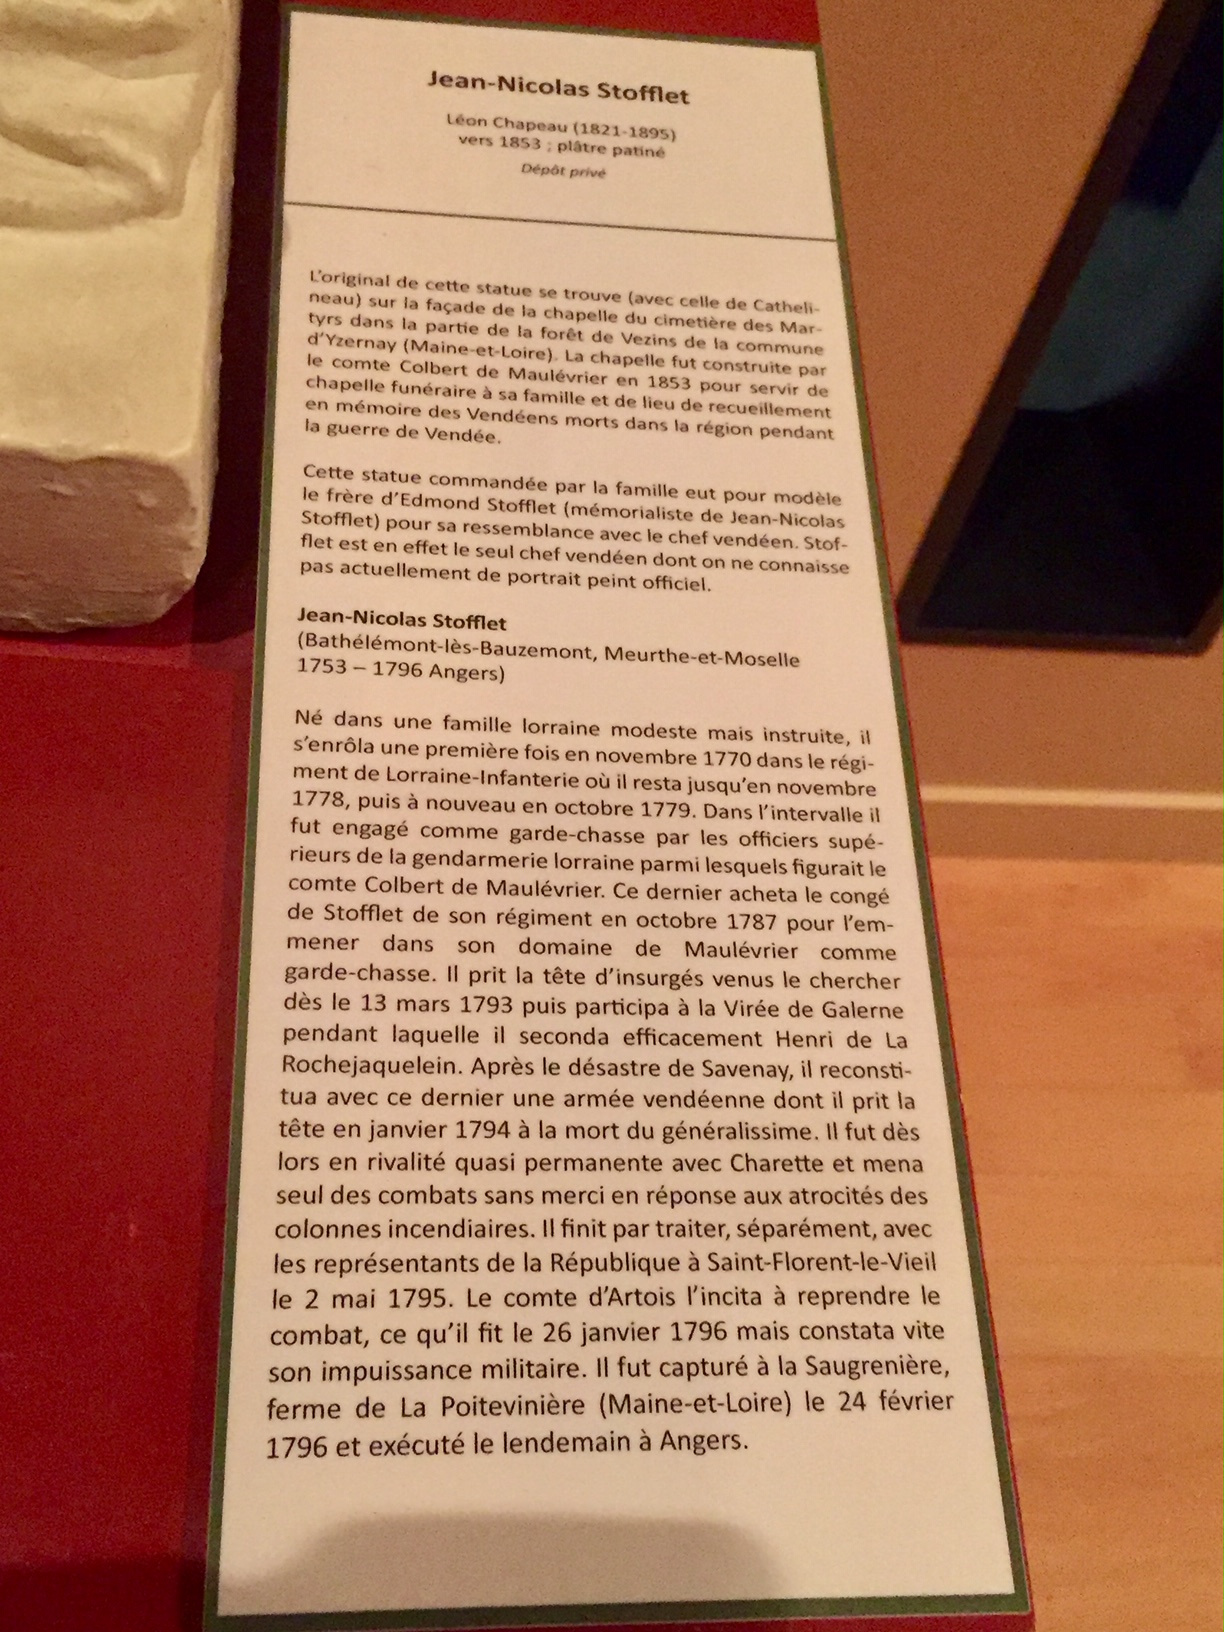 Jean-Nicolas Stofflet
Léon Chapeau (1821-1895)
vers 1853 ; plâtre patiné
Dépôt privé
L'original de cette statue se trouve (avec celle de Catheli-
neau) sur la façade de la chapelle du cimetière des Mar-
tyrs dans la partie de la forêt de Vezins de la commune
d'Yzernay (Maine-et-Loire). La chapelle fut construite par
le comte Colbert de Maulévrier en 1853 pour servir de
chapelle funéraire à sa famille et de lieu de recueillement
en mémoire des Vendéens morts dans la région pendant
la guerre de Vendée.
Cette statue commandée par la famille eut pour modèle
le frère d'Edmond Stofflet (mémorialiste de Jean-Nicolas
Stofflet) pour sa ressemblance avec le chef vendéen. Stof-
flet est en effet le seul chef vendéen dont on ne connaisse
pas actuellement de portrait peint officiel.
Jean-Nicolas Stofflet
(Bathélémont-lès-Bauzemont, Meurthe-et-Moselle
1753 – 1796 Angers)
Né dans une famille lorraine modeste mais instruite, il
s'enrôla une première fois en novembre 1770 dans le régi-
ment de Lorraine-Infanterie où il resta jusqu'en novembre
1778, puis à nouveau en octobre 1779. Dans l'intervalle il
fut engagé comme garde-chasse par les officiers supé-
rieurs de la gendarmerie lorraine parmi lesquels figurait le
comte Colbert de Maulévrier. Ce dernier acheta le congé
de Stofflet de son régiment en octobre 1787 pour l'em-
mener dans son domaine de Maulévrier comme
garde-chasse. Il prit la tête d'insurgés venus le chercher
dès le 13 mars 1793 puis participa à la Virée de Galerne
pendant laquelle il seconda efficacement Henri de La
Rochejaquelein. Après le désastre de Savenay, il reconsti-
tua avec ce dernier une armée vendéenne dont il prit la
tête en janvier 1794 à la mort du généralissime. Il fut dès
lors en rivalité quasi permanente avec Charette et mena
seul des combats sans merci en réponse aux atrocités des
colonnes incendiaires. Il finit par traiter, séparément, avec
les représentants de la République à Saint-Florent-le-Vieil
le 2 mai 1795. Le comte d'Artois l'incita à reprendre le
combat, ce qu'il fit le 26 janvier 1796 mais constata vite
son impuissance militaire. Il fut capturé à la Saugrenière,
ferme de La Poitevinière (Maine-et-Loire) le 24 février
1796 et exécuté le lendemain à Angers.